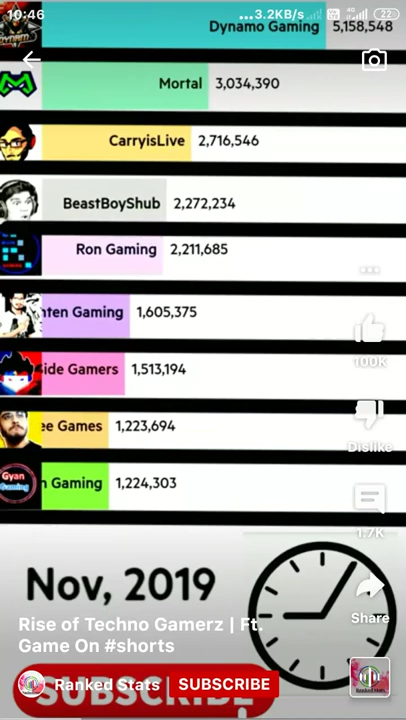 10:46
...3.2KB/s
4G
22
Dynamo Gaming 5,158,548
Mortal 3,034,390
CarryisLive 2,716,546
BeastBoyShub 2,272,234
Ron Gaming 2,211,685
nten Gaming 1,605,375
ide Gamers 1,513,194
ee Games 1,223,694
Gyan Gaming
n Gaming 1,224,303
100K
Dislike
1.7K
Share
Nov, 2019
Rise of Techno Gamerz | Ft.
Game On #shorts
Ranked Stats SUBSCRIBE
SUBSCRIBE